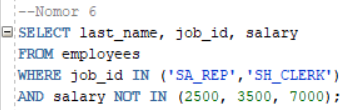 --Nomor 6
SELECT last_name, job_id, salary
FROM employees
WHERE job_id IN ('SA_REP','SH_CLERK')
AND salary NOT IN (2500, 3500, 7000);